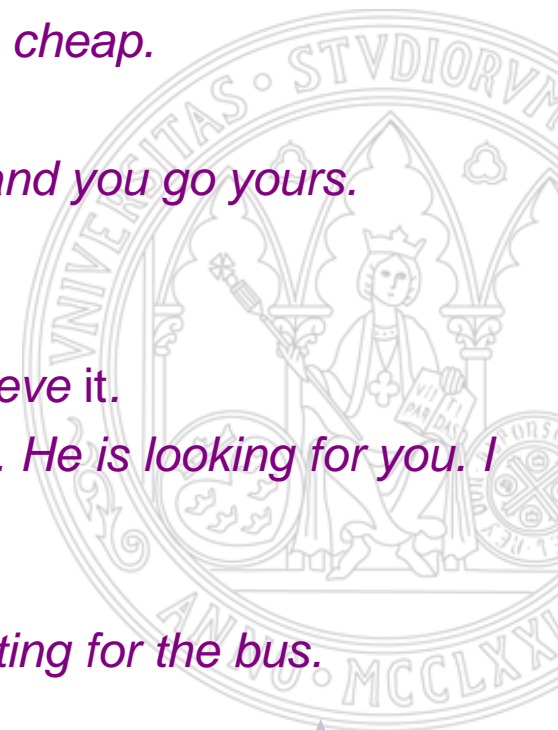 cheap.
and you go yours.
eve it.
. He is looking for you. I
ting for the bus.
VNIVERSITAS • STVDIORVM
ANNO • MCCLXX